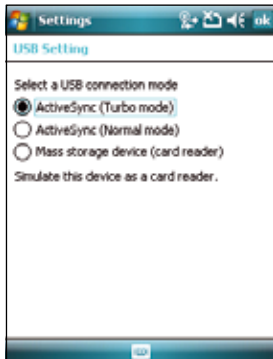 Settings
ok
USB Setting
Select a USB connection mode
ActiveSync (Turbo mode)
ActiveSync (Normal mode)
Mass storage device (card reader)
Simulate this device as a card reader.